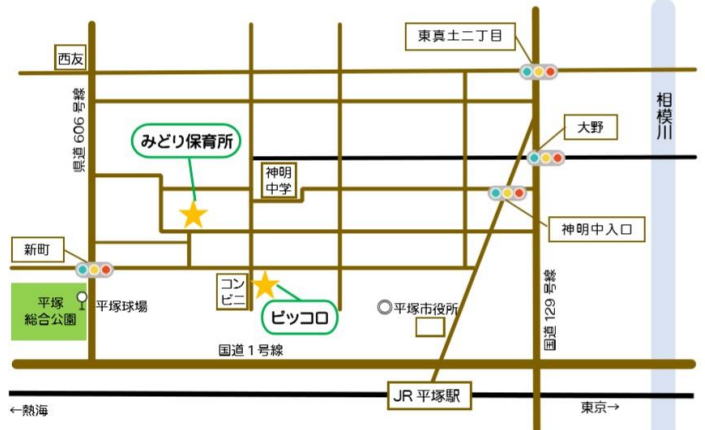 東真土二丁目
西友
県道606号線
相模川
大野
みどり保育所
神明
中学
神明中入口
新町
コン
ビニ
ピッコロ
平塚
総合公園
平塚球場
平塚市役所
国道129号線
国道1号線
JR平塚駅
←熱海
東京→